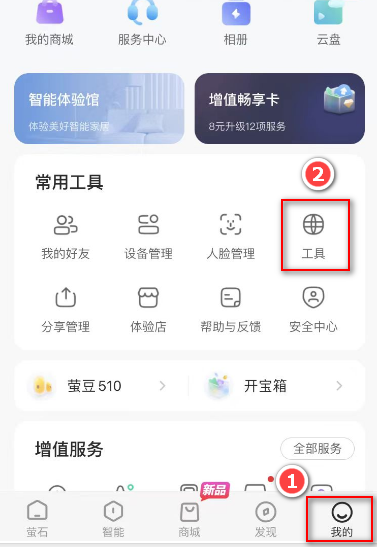 我的商城 服务中心 相册 云盘
智能体验馆 增值畅享卡
体验美好智能家居 8元升级12项服务
2
常用工具
我的好友 设备管理 人脸管理 工具
分享管理 体验店 帮助与反馈 安全中心
萤豆 510 开宝箱
增值服务 全部服务
新品 1
萤石 智能 商城 发现 我的